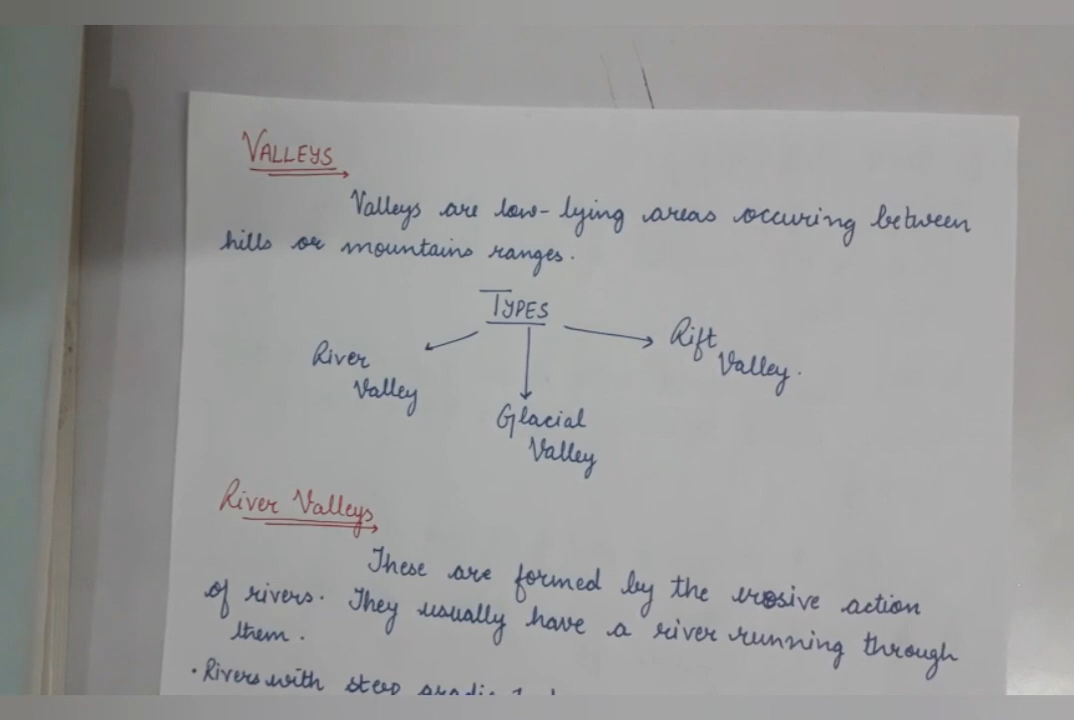 VALLEYS
Valleys are low-lying areas occuring between
hills or mountains ranges.
TYPES
River
Valley
Glacial
Valley
Rift
Valley.
River Valleys
These are formed by the erosive action
of rivers. They usually have a river running through
them.
• Rivers with steep